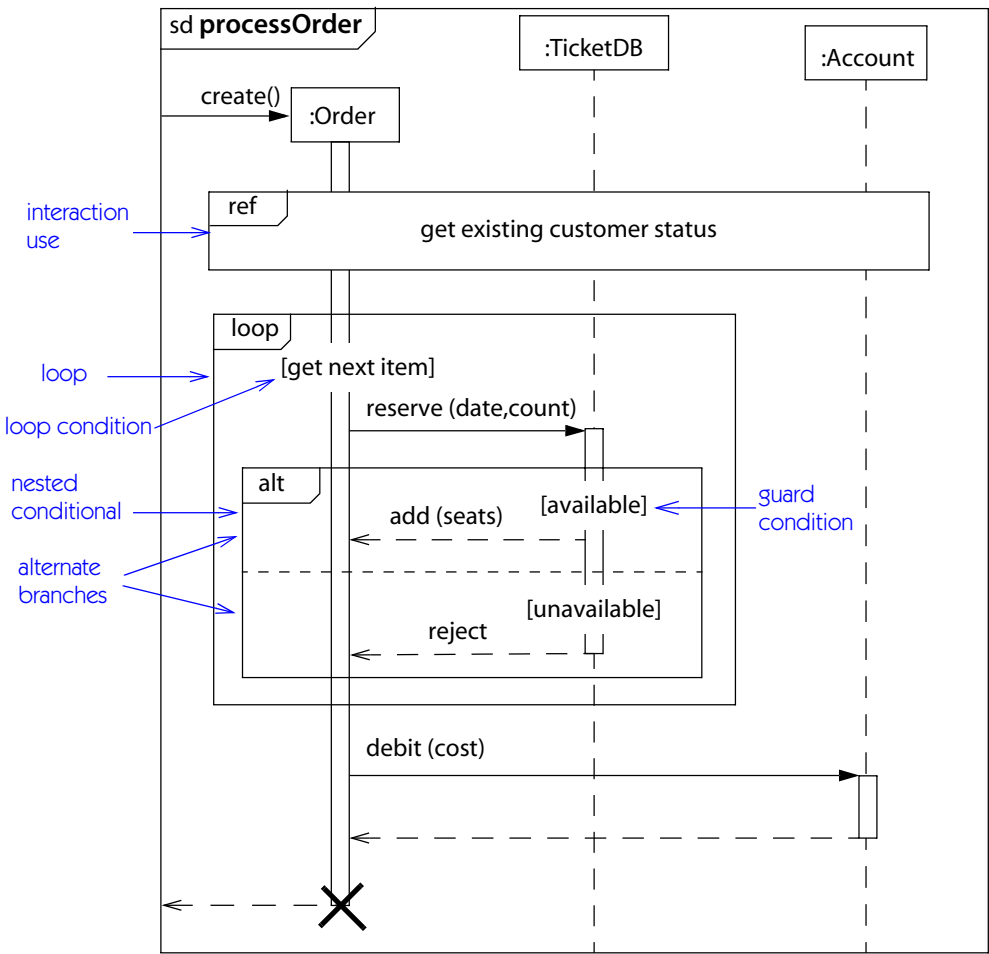 sd processOrder
:TicketDB
:Account
create()
:Order
interaction
use
ref
get existing customer status
loop
[get next item]
loop
loop condition
reserve (date,count)
nested
conditional
alt
[available]
guard
condition
add (seats)
alternate
branches
[unavailable]
reject
debit (cost)